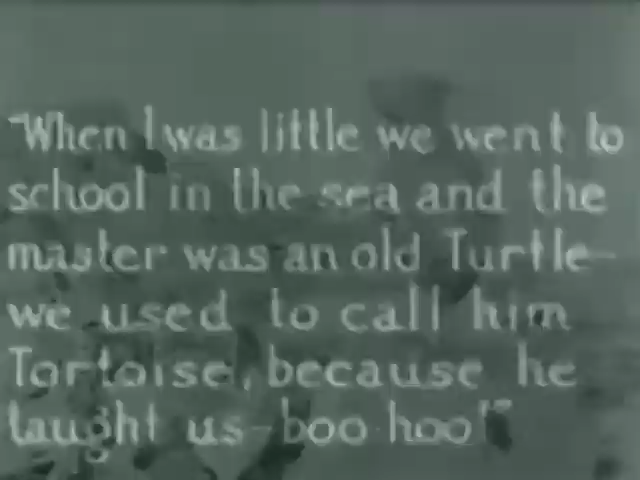 "When I was little we went to
school in the sea and the
master was an old Turtle-
we used to call him
Tortoise, because he
taught us-boo hoo!"